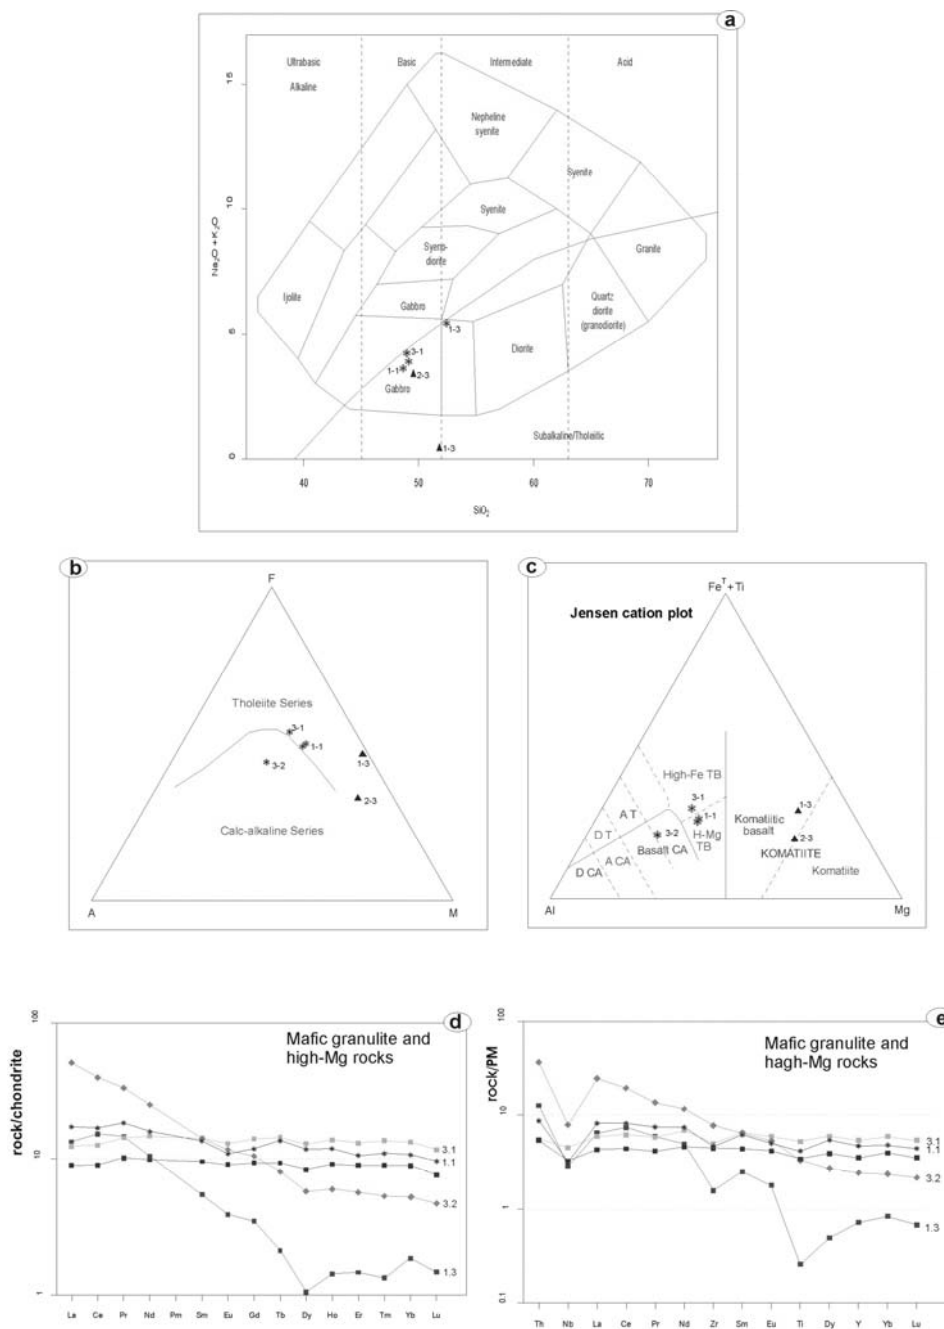 a
Ultrabasic
Basic
Intermediate
Acid
Alkaline
Nepheline
syenite
Syenite
Syenite
Syeno-
diorite
Granite
Ijolite
Gabbro
Quartz
diorite
(granodiorite)
1-3
Diorite
3-1
1-1
2-3
Gabbro
1-3
Subalkaline/Tholeiitic
Na₂O + K₂O
0
5
10
15
40
50
60
70
SiO₂
b
F
Tholeiite Series
3-1
1-1
3-2
1-3
2-3
Calc-alkaline Series
A
M
c
Feᵀ + Ti
Jensen cation plot
High-Fe TB
3-1
1-1
1-3
A T
Komatiitic
basalt
D T
3-2
H-Mg
TB
2-3
Basalt CA
KOMATIITE
A CA
D CA
Komatiite
Al
Mg
d
Mafic granulite and
high-Mg rocks
rock/chondrite
100
10
1
3.1
1.1
3.2
1.3
La Ce Pr Nd Pm Sm Eu Gd Tb Dy Ho Er Tm Yb Lu
e
Mafic granulite and
hagh-Mg rocks
rock/PM
100
10
1
0.1
3.1
1.1
3.2
1.3
Th Nb La Ce Pr Nd Zr Sm Eu Ti Dy Y Yb Lu